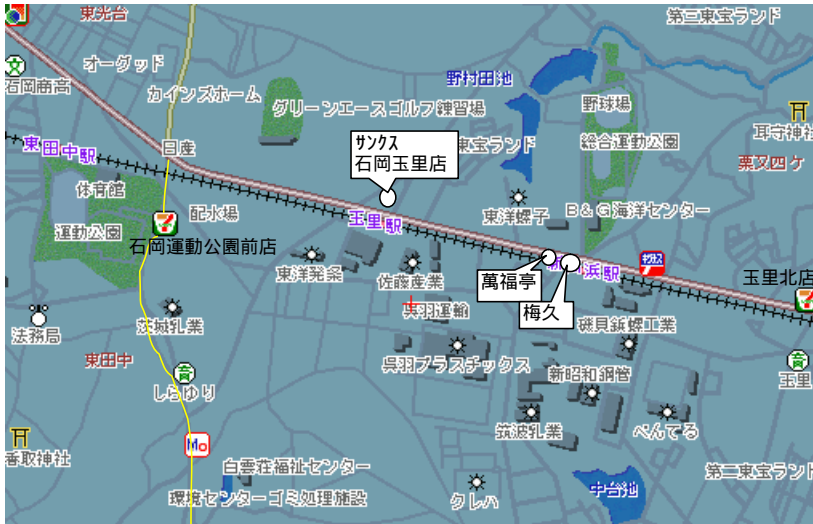 東光台
第三東宝ランド
オーグッド
石岡商高
カインズホーム
野村田池
グリーンエースゴルフ練習場
野球場
耳守神社
サンクス
石岡玉里店
東宝ランド
総合運動公園
東田中駅
日産
栗又四ケ
体育館
配水場
玉里駅
東洋螺子
B&G海洋センター
運動公園
石岡運動公園前店
東洋発条
佐藤産業
浜駅
サンクス
玉里北店
萬福亭
梅久
呉羽運輸
法務局
茨城乳業
磯貝鋲螺工業
東田中
呉羽プラスチックス
新昭和鋼管
玉里
しらゆり
筑波乳業
ぺんてる
Mo
香取神社
白雲荘福祉センター
第二東宝ランド
環境センターゴミ処理施設
クレハ
中台池